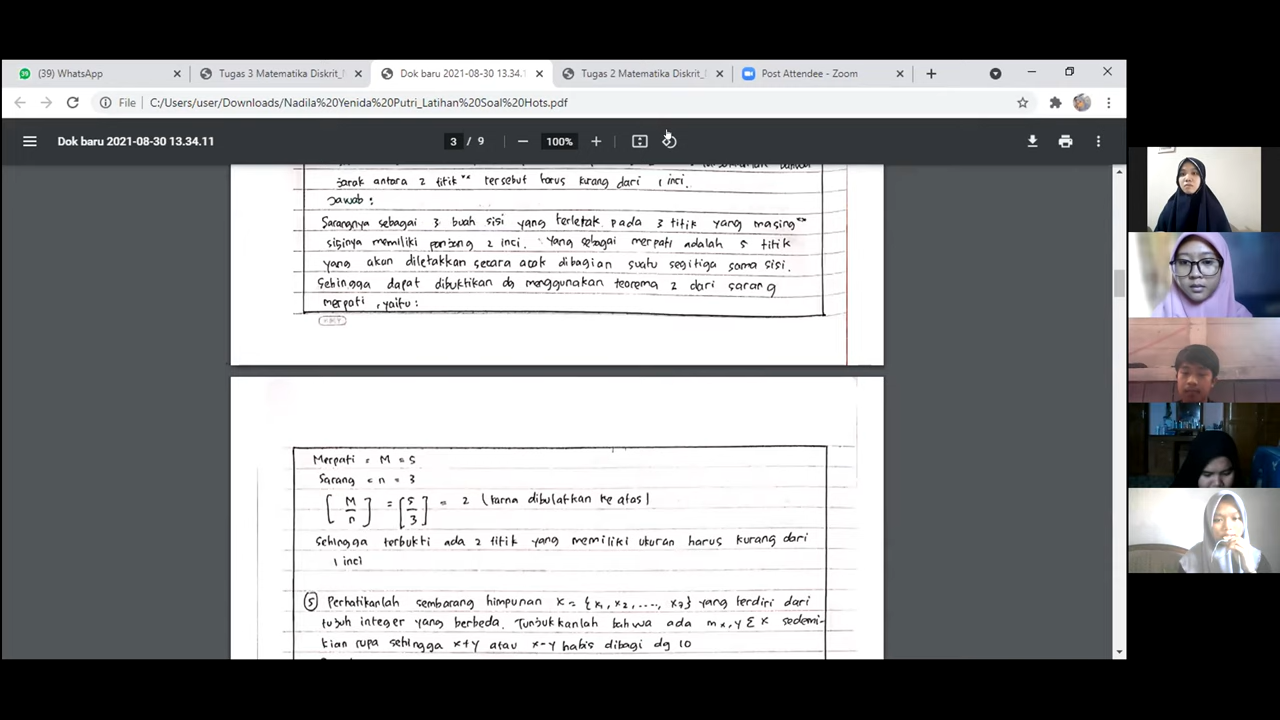 (39) WhatsApp
Tugas 3 Matematika Diskrit_
Dok baru 2021-08-30 13.34.1
Tugas 2 Matematika Diskrit_
Post Attendee - Zoom
File
C:/Users/user/Downloads/Nadila%20Yenida%20Putri_Latihan%20Soal%20Hots.pdf
Dok baru 2021-08-30 13.34.11
3 / 9
100%
jarak antara 2 titik" tersebut harus kurang dari 1 inci.
Jawab :
Sarangnya sebagai 3 buah sisi yang terletak pada 3 titik yang masing"
sisinya memiliki panjang 2 inci. Yang sebagai merpati adalah 5 titik
yang akan diletakkan secara acak dibagian suatu segitiga sama sisi.
Sehingga dapat dibuktikan dg menggunakan teorema 2 dari sarang
merpati, yaitu :
Merpati = M = 5
Sarang = n = 3
[M/n] = [5/3] = 2 (karna dibulatkan ke atas)
Sehingga terbukti ada 2 titik yang memiliki ukuran harus kurang dari
1 inci
(5) Perhatikanlah sembarang himpunan X = {x1, x2, ...., x7} yang terdiri dari
tujuh integer yang berbeda. Tunjukkanlah bahwa ada mx,y Σ X sedemi-
kian rupa sehingga x+y atau x-y habis dibagi dg 10